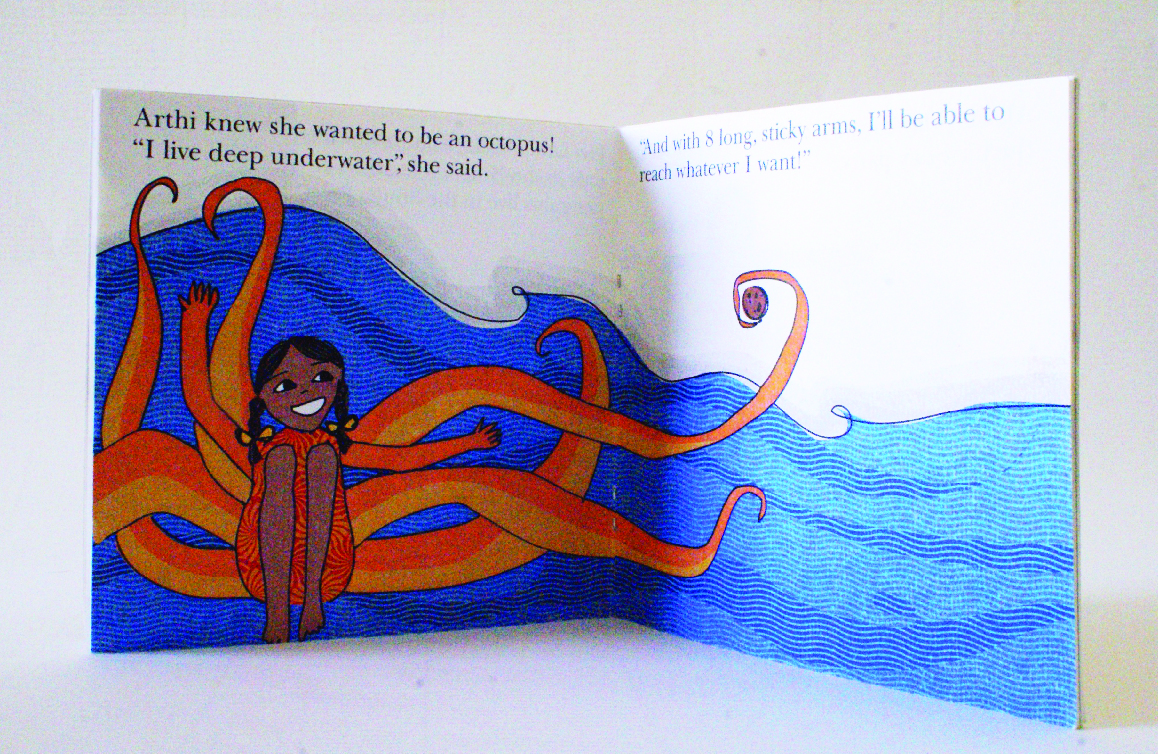 Arthi knew she wanted to be an octopus!
“I live deep underwater”, she said.
“And with 8 long, sticky arms, I’ll be able to
reach whatever I want!”